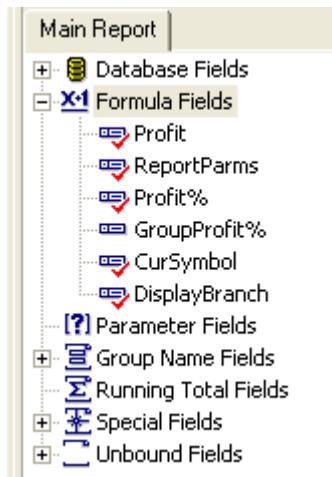 Main Report
Database Fields
X+1 Formula Fields
Profit
ReportParms
Profit%
GroupProfit%
CurSymbol
DisplayBranch
[?] Parameter Fields
Group Name Fields
Σ Running Total Fields
Special Fields
Unbound Fields